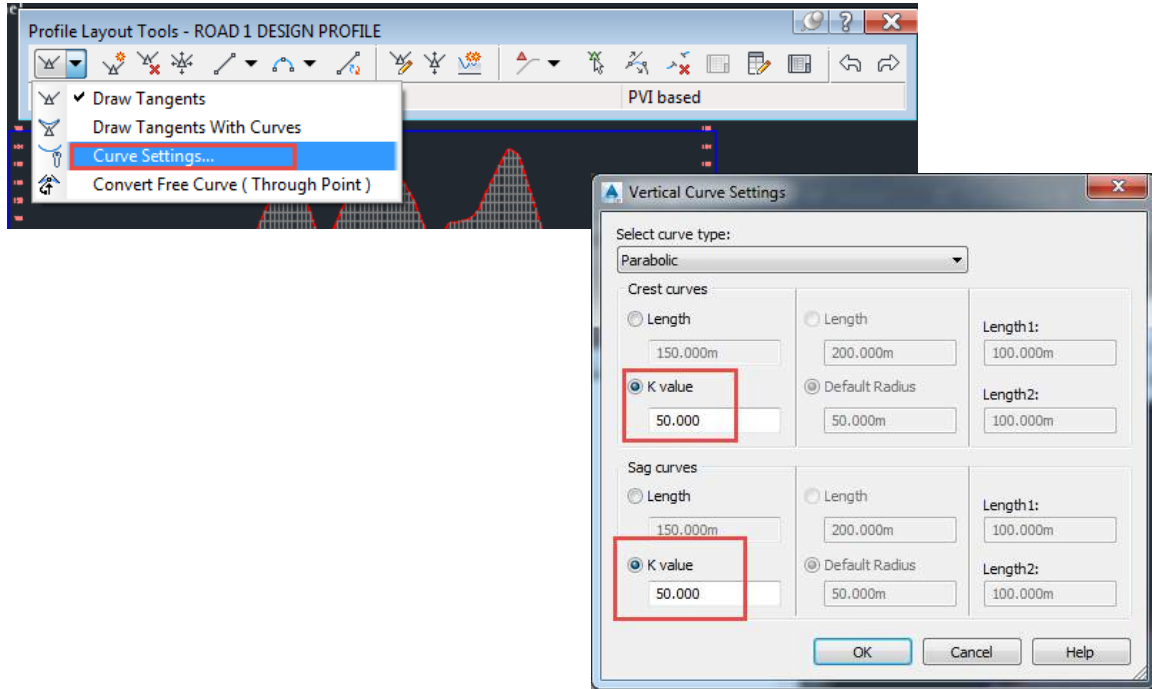 Profile Layout Tools - ROAD 1 DESIGN PROFILE
PVI based
Draw Tangents
Draw Tangents With Curves
Curve Settings...
Convert Free Curve ( Through Point )
Vertical Curve Settings
Select curve type:
Parabolic
Crest curves
Length
150.000m
K value
50.000
Length
200.000m
Default Radius
50.000m
Length1:
100.000m
Length2:
100.000m
Sag curves
Length
150.000m
K value
50.000
Length
200.000m
Default Radius
50.000m
Length1:
100.000m
Length2:
100.000m
OK
Cancel
Help